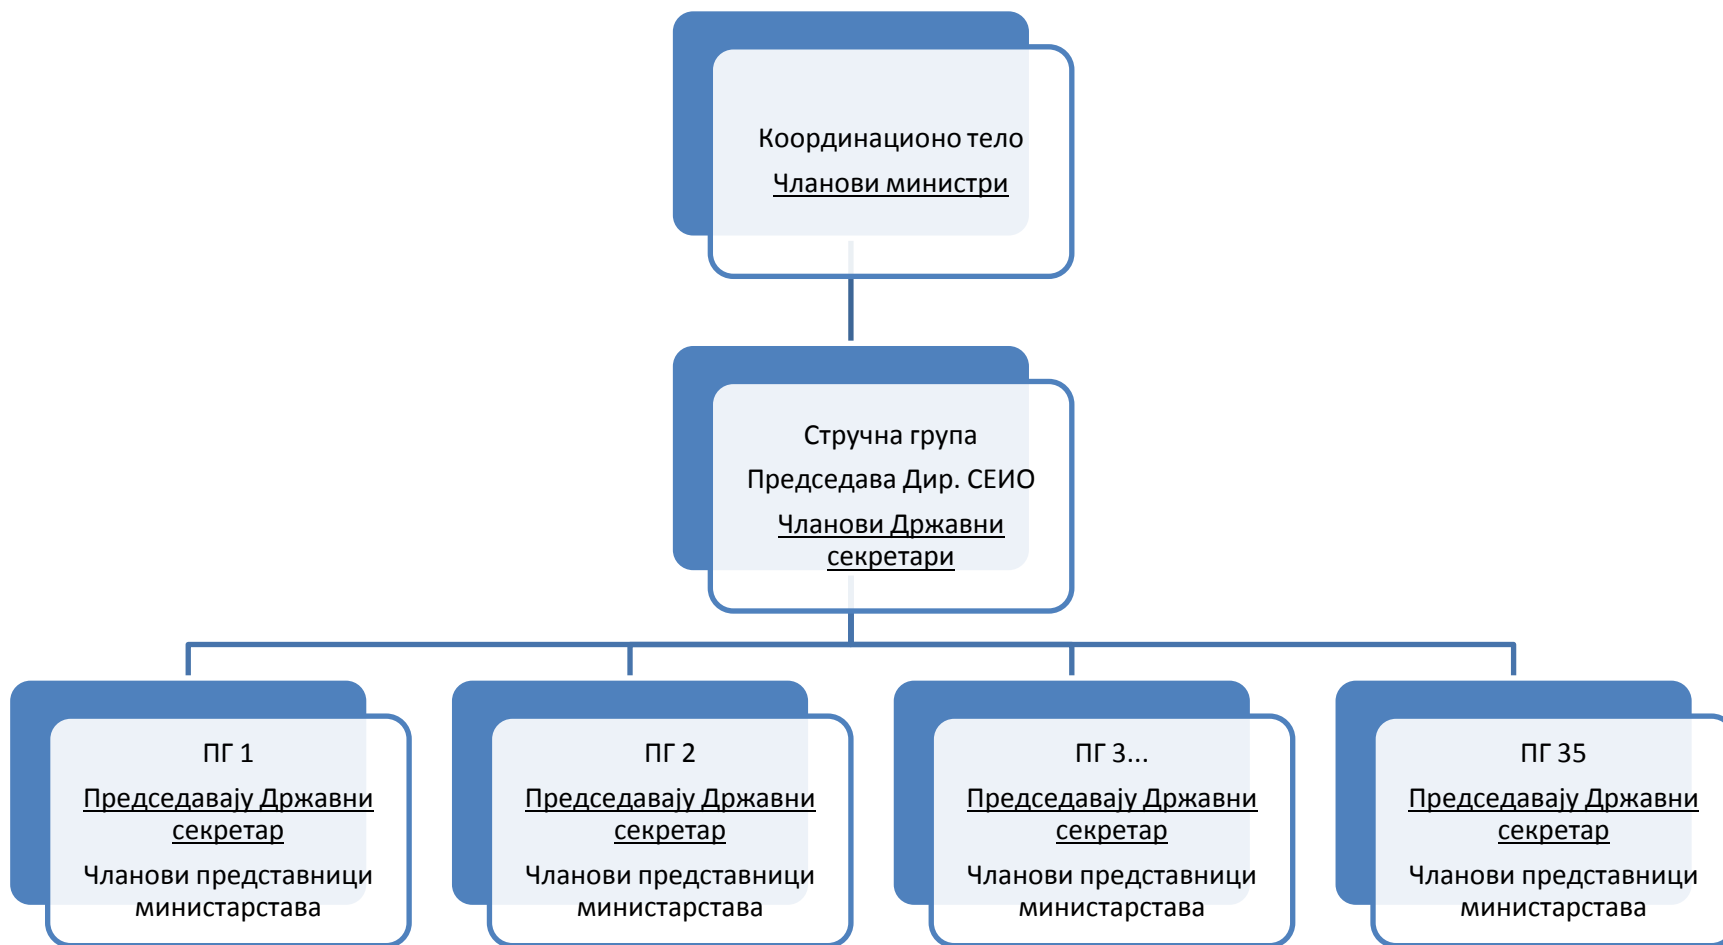 Координационо тело
Чланови министри
Стручна група
Председава Дир. СЕИО
Чланови Државни
секретари
ПГ 1
Председавају Државни
секретар
Чланови представници
министарстава
ПГ 2
Председавају Државни
секретар
Чланови представници
министарстава
ПГ 3...
Председавају Државни
секретар
Чланови представници
министарстава
ПГ 35
Председавају Државни
секретар
Чланови представници
министарстава